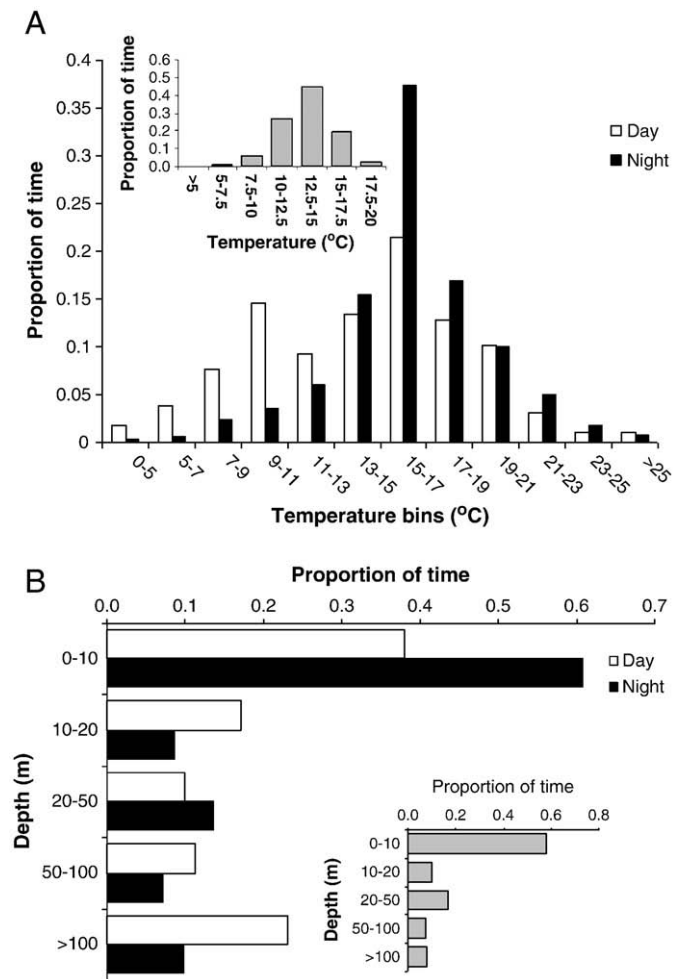 A
Proportion of time
0.4
0.35
0.3
0.25
0.2
0.15
0.1
0.05
0
Proportion of time
0.6
0.5
0.4
0.3
0.2
0.1
0.0
>5
5-7.5
7.5-10
10-12.5
12.5-15
15-17.5
17.5-20
Temperature (°C)
Day
Night
0-5
5-7
7-9
9-11
11-13
13-15
15-17
17-19
19-21
21-23
23-25
>25
Temperature bins (°C)
B
Proportion of time
0.0 0.1 0.2 0.3 0.4 0.5 0.6 0.7
Depth (m)
0-10
10-20
20-50
50-100
>100
Day
Night
Proportion of time
0.0 0.2 0.4 0.6 0.8
Depth (m)
0-10
10-20
20-50
50-100
>100